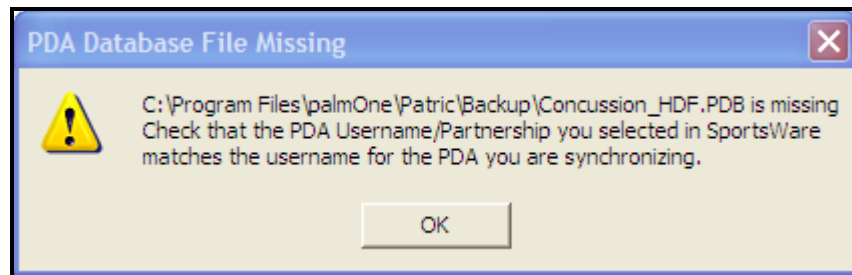 PDA Database File Missing
C:\Program Files\palmOne\Patric\Backup\Concussion_HDF.PDB is missing
Check that the PDA Username/Partnership you selected in SportsWare
matches the username for the PDA you are synchronizing.
OK